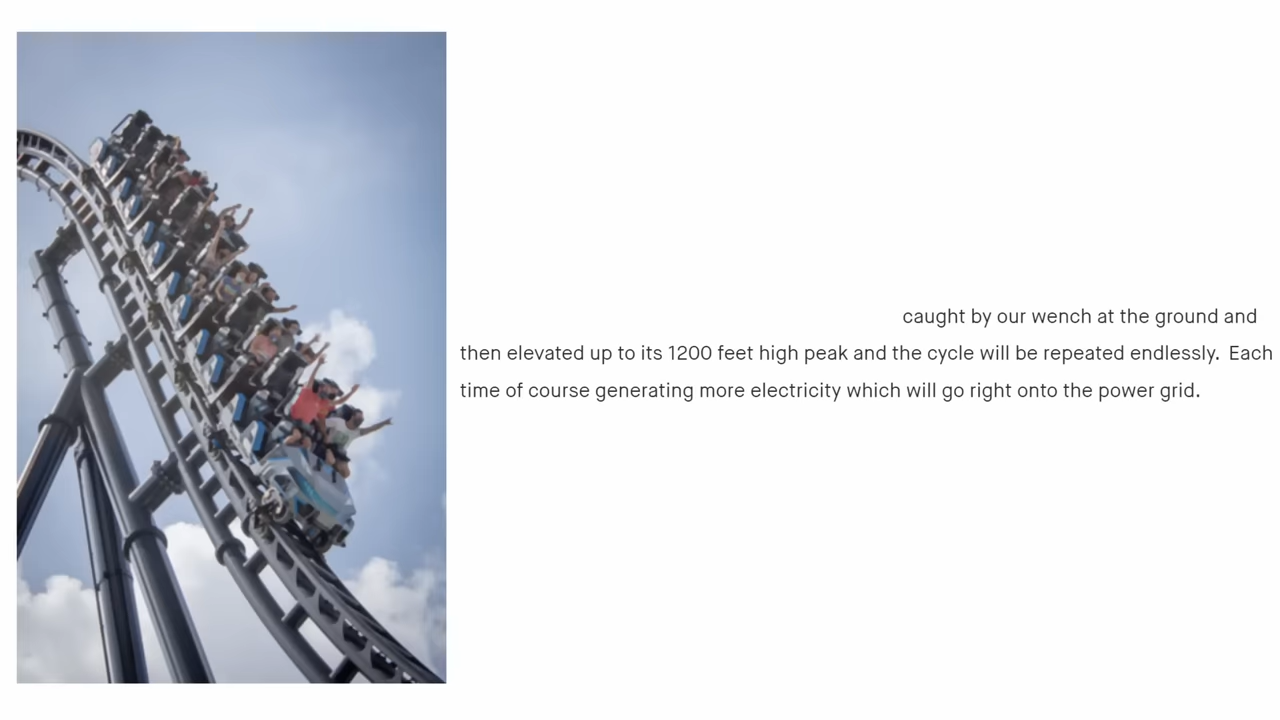 caught by our wench at the ground and
then elevated up to its 1200 feet high peak and the cycle will be repeated endlessly. Each
time of course generating more electricity which will go right onto the power grid.